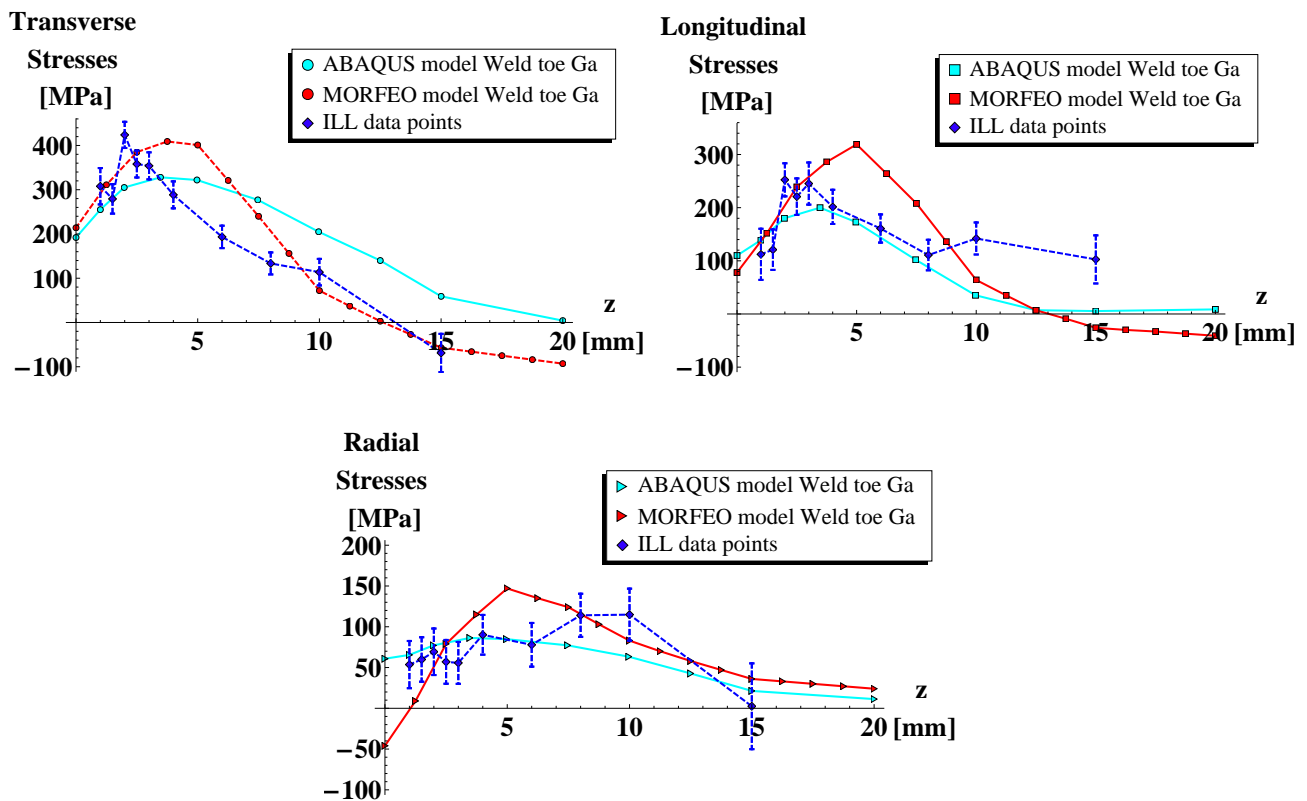 Transverse
Stresses
[MPa]
ABAQUS model Weld toe Ga
MORFEO model Weld toe Ga
ILL data points
400
300
200
100
−100
5
10
15
20
z
[mm]
Longitudinal
Stresses
[MPa]
ABAQUS model Weld toe Ga
MORFEO model Weld toe Ga
ILL data points
300
200
100
−100
5
10
15
20
z
[mm]
Radial
Stresses
[MPa]
ABAQUS model Weld toe Ga
MORFEO model Weld toe Ga
ILL data points
200
150
100
50
−50
−100
5
10
15
20
z
[mm]